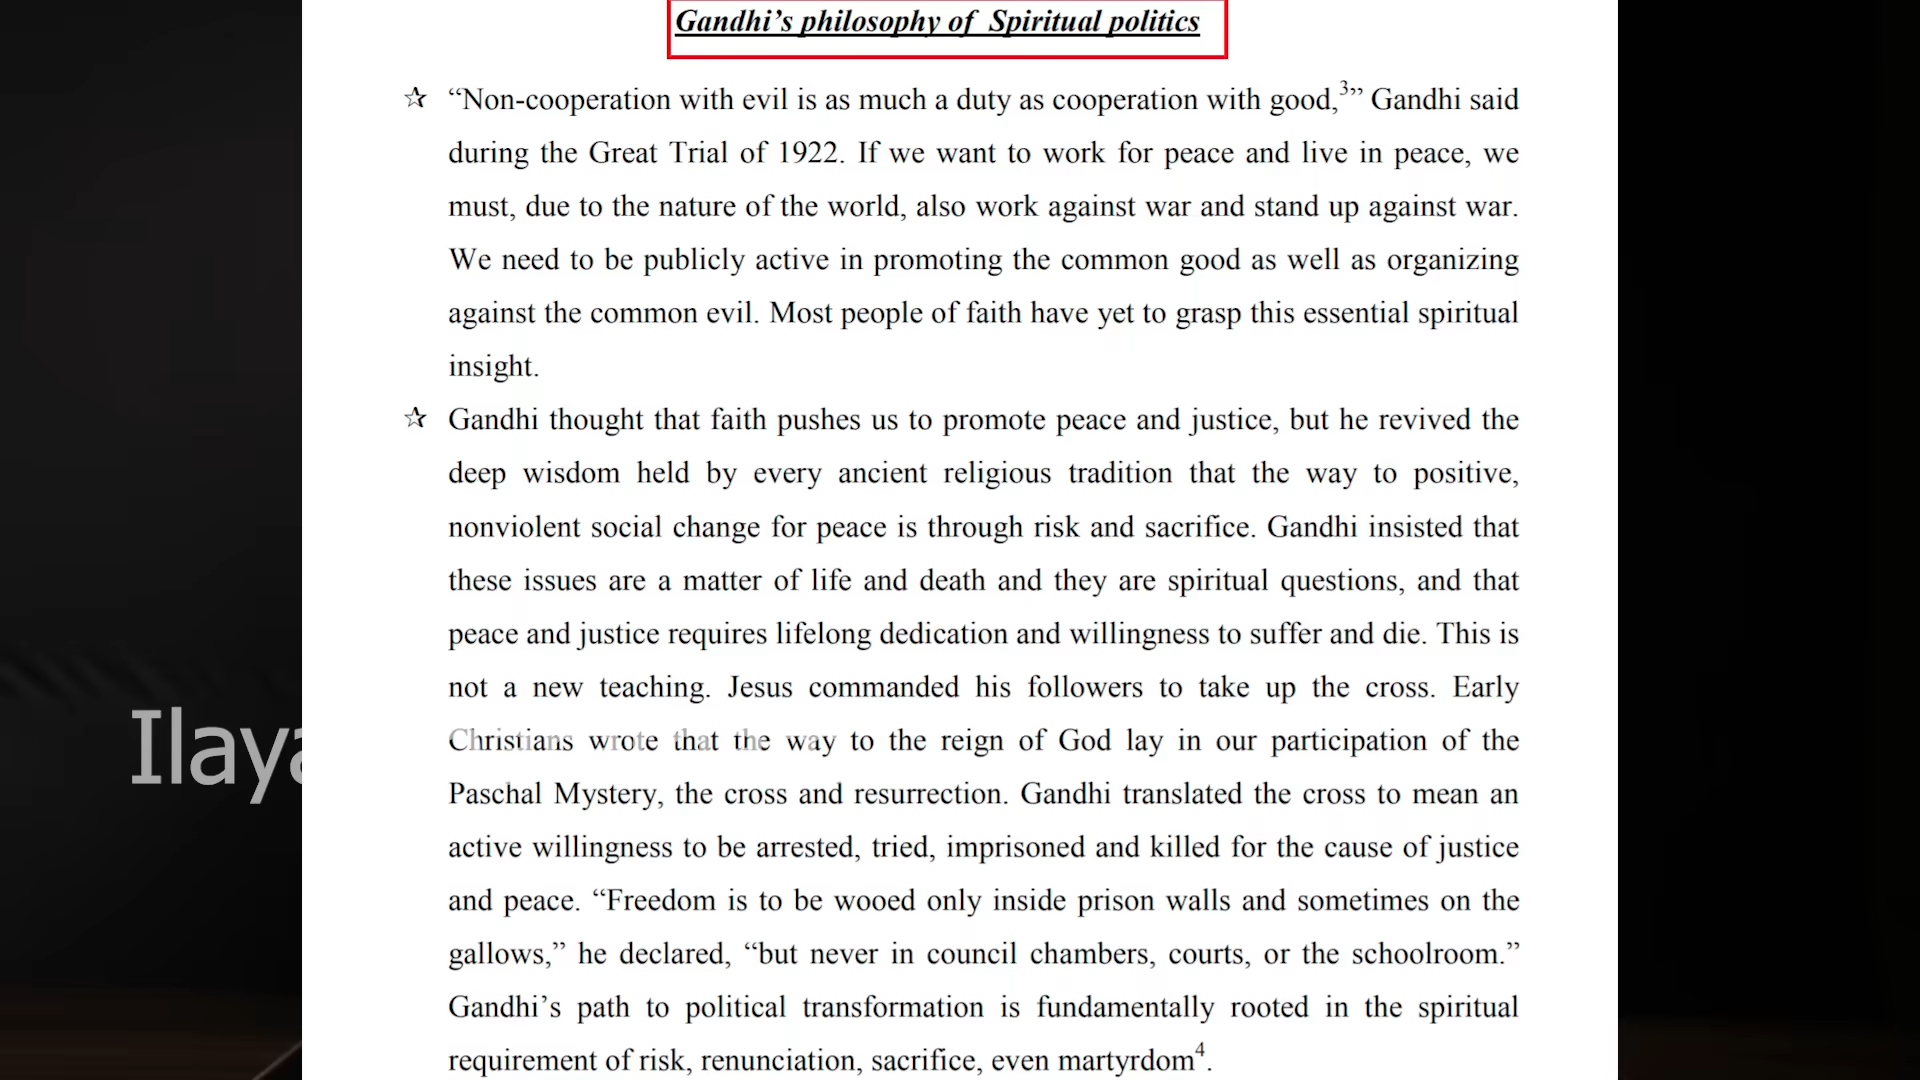 Gandhi’s philosophy of Spiritual politics
☆ “Non-cooperation with evil is as much a duty as cooperation with good,3” Gandhi said
during the Great Trial of 1922. If we want to work for peace and live in peace, we
must, due to the nature of the world, also work against war and stand up against war.
We need to be publicly active in promoting the common good as well as organizing
against the common evil. Most people of faith have yet to grasp this essential spiritual
insight.
☆ Gandhi thought that faith pushes us to promote peace and justice, but he revived the
deep wisdom held by every ancient religious tradition that the way to positive,
nonviolent social change for peace is through risk and sacrifice. Gandhi insisted that
these issues are a matter of life and death and they are spiritual questions, and that
peace and justice requires lifelong dedication and willingness to suffer and die. This is
not a new teaching. Jesus commanded his followers to take up the cross. Early
Christians wrote that the way to the reign of God lay in our participation of the
Paschal Mystery, the cross and resurrection. Gandhi translated the cross to mean an
active willingness to be arrested, tried, imprisoned and killed for the cause of justice
and peace. “Freedom is to be wooed only inside prison walls and sometimes on the
gallows,” he declared, “but never in council chambers, courts, or the schoolroom.”
Gandhi’s path to political transformation is fundamentally rooted in the spiritual
requirement of risk, renunciation, sacrifice, even martyrdom4.